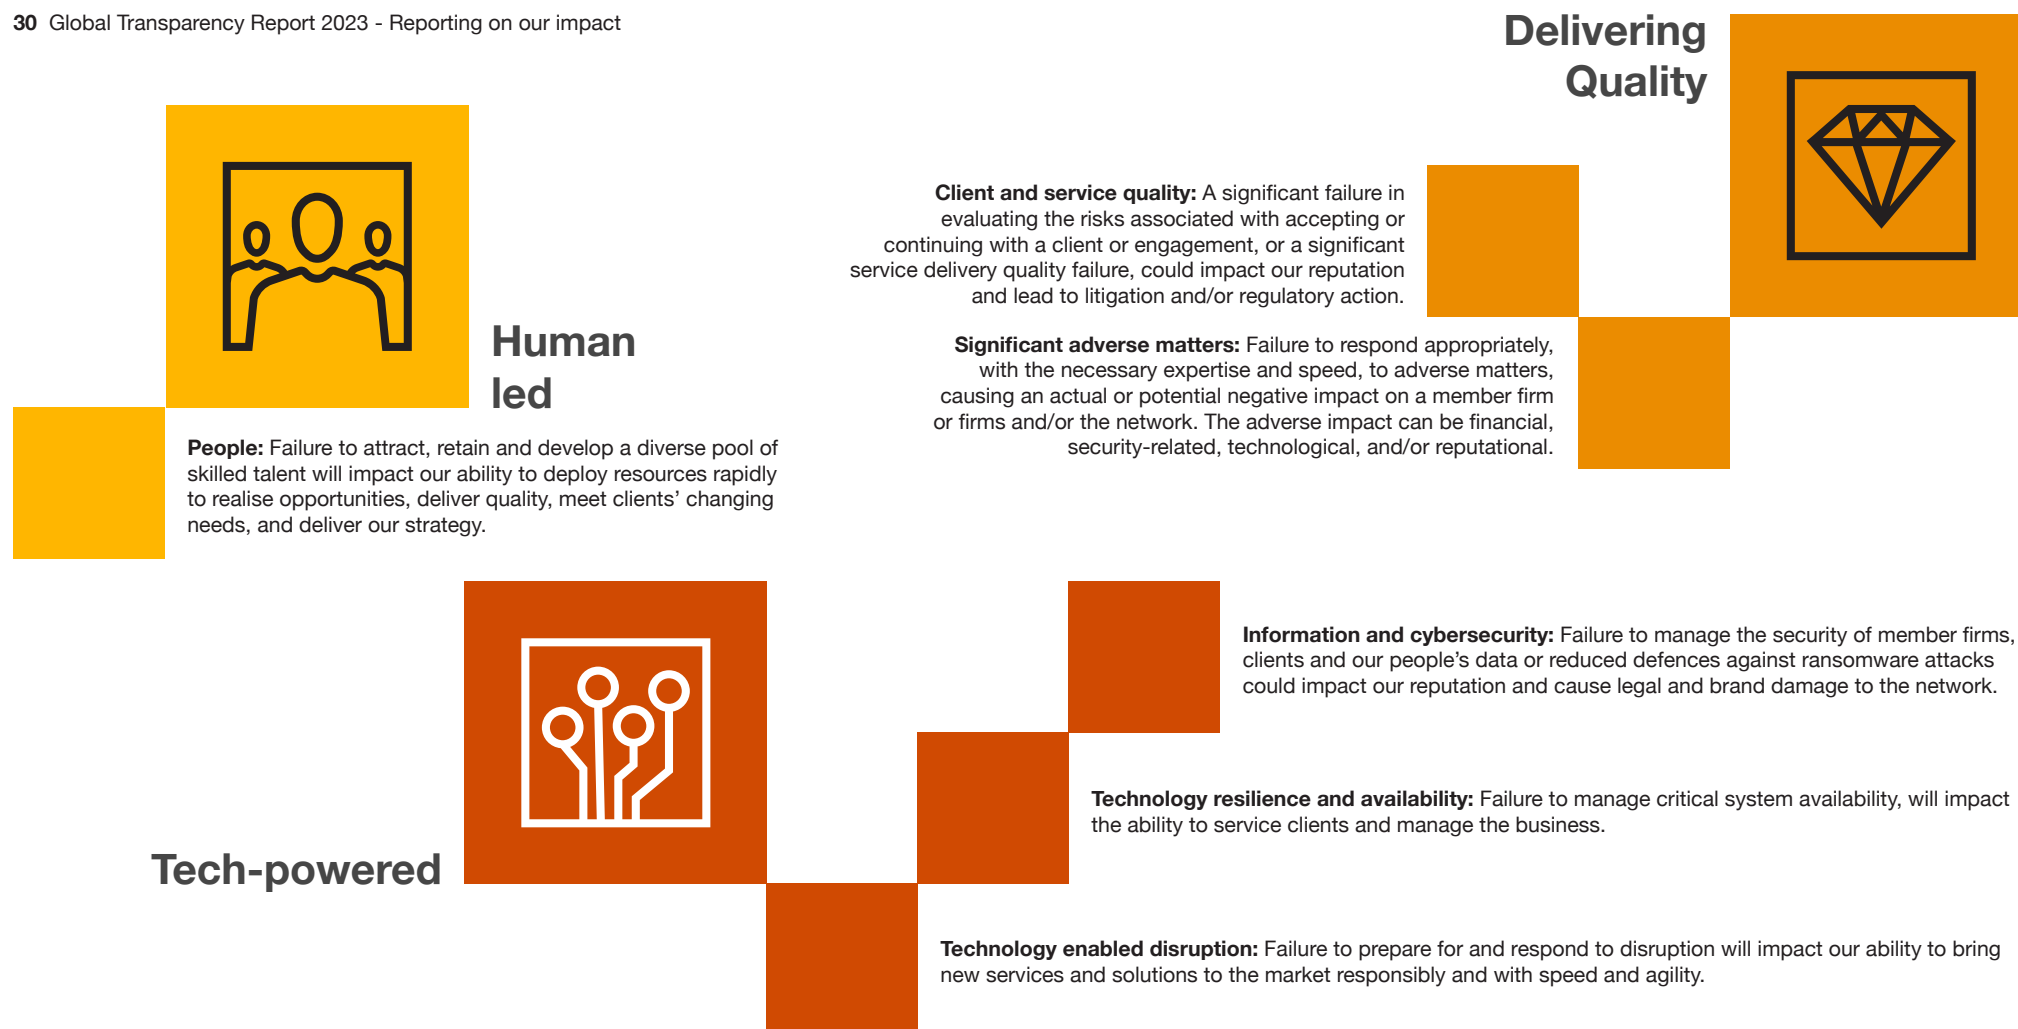 30 Global Transparency Report 2023 - Reporting on our impact
Delivering
Quality
Client and service quality: A significant failure in
evaluating the risks associated with accepting or
continuing with a client or engagement, or a significant
service delivery quality failure, could impact our reputation
and lead to litigation and/or regulatory action.
Significant adverse matters: Failure to respond appropriately,
with the necessary expertise and speed, to adverse matters,
causing an actual or potential negative impact on a member firm
or firms and/or the network. The adverse impact can be financial,
security-related, technological, and/or reputational.
Human
led
People: Failure to attract, retain and develop a diverse pool of
skilled talent will impact our ability to deploy resources rapidly
to realise opportunities, deliver quality, meet clients’ changing
needs, and deliver our strategy.
Tech-powered
Information and cybersecurity: Failure to manage the security of member firms,
clients and our people’s data or reduced defences against ransomware attacks
could impact our reputation and cause legal and brand damage to the network.
Technology resilience and availability: Failure to manage critical system availability, will impact
the ability to service clients and manage the business.
Technology enabled disruption: Failure to prepare for and respond to disruption will impact our ability to bring
new services and solutions to the market responsibly and with speed and agility.